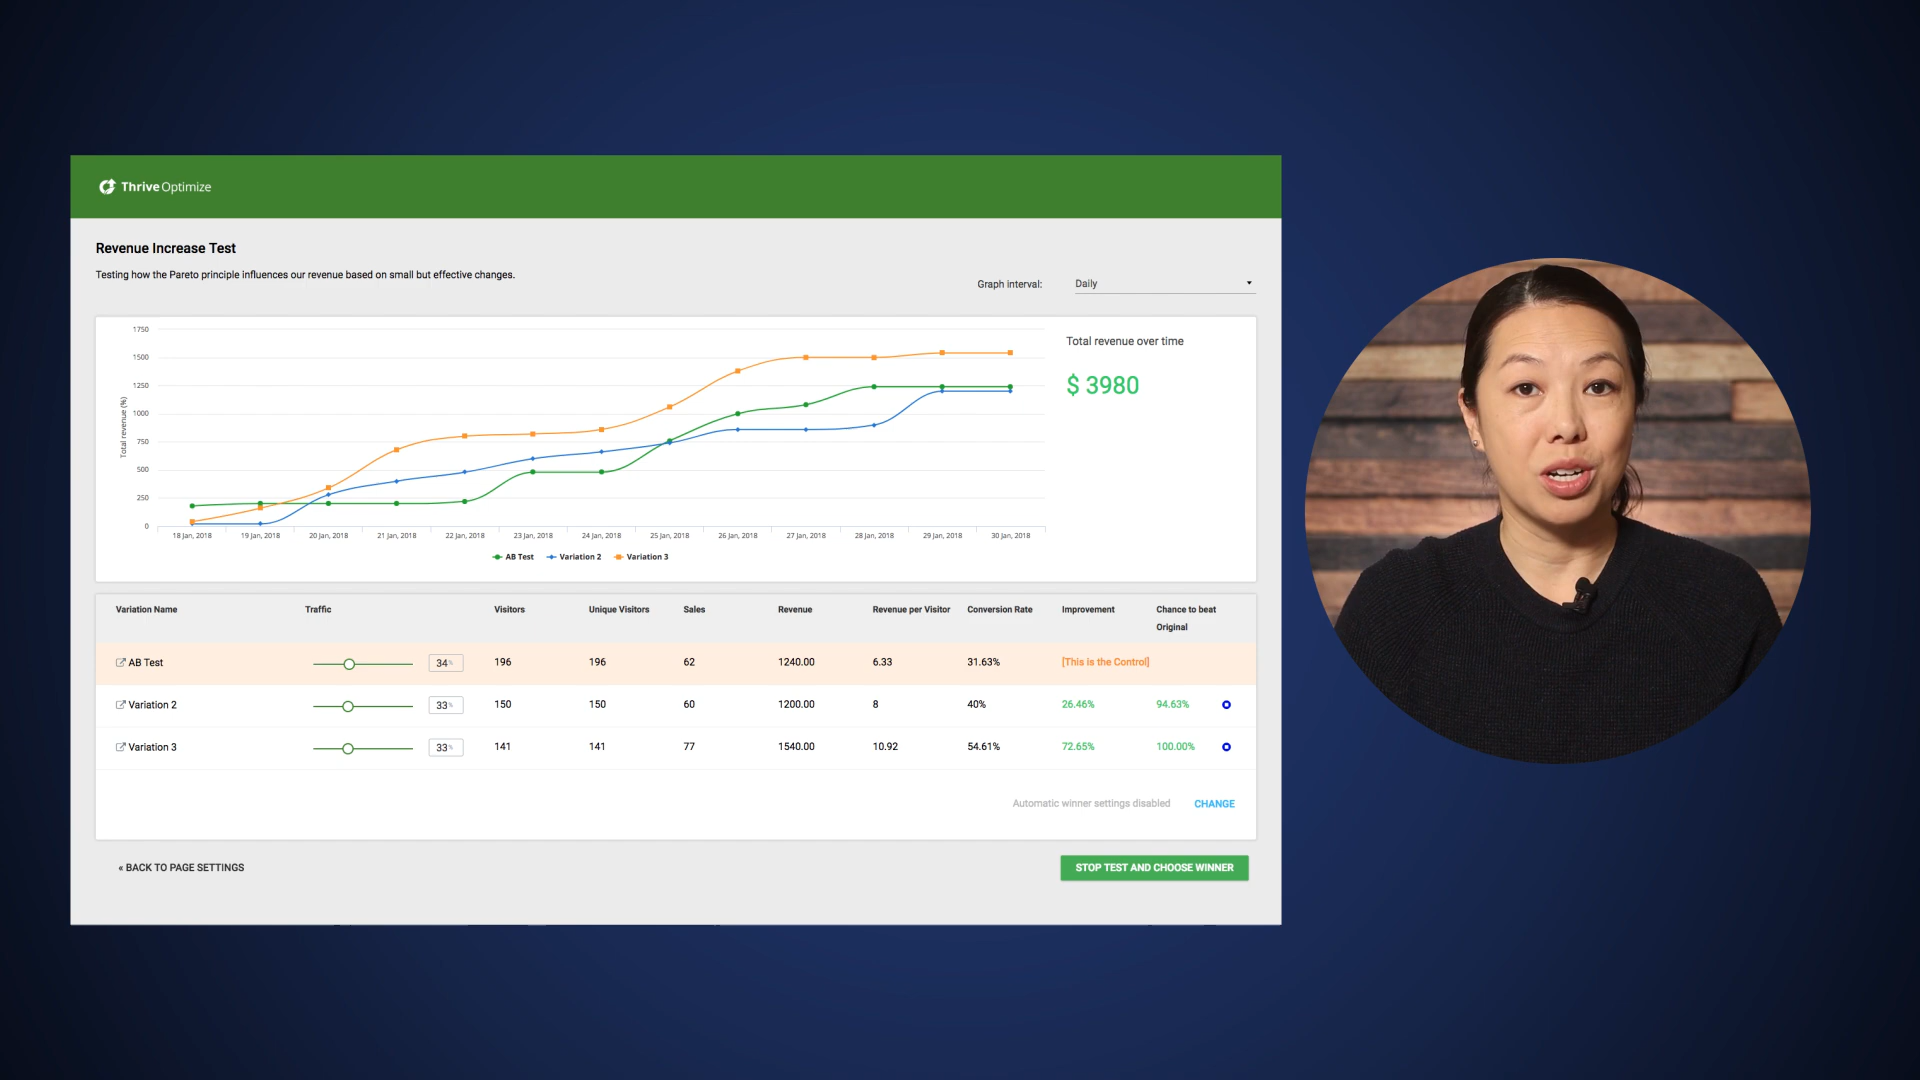 Thrive Optimize
Revenue Increase Test
Testing how the Pareto principle influences our revenue based on small but effective changes.
Graph interval: Daily
Total revenue over time
$ 3980
Total revenue (%)
1750
1500
1250
1000
750
500
250
0
18 Jan, 2018 19 Jan, 2018 20 Jan, 2018 21 Jan, 2018 22 Jan, 2018 23 Jan, 2018 24 Jan, 2018 25 Jan, 2018 26 Jan, 2018 27 Jan, 2018 28 Jan, 2018 29 Jan, 2018 30 Jan, 2018
AB Test Variation 2 Variation 3
Variation Name Traffic Visitors Unique Visitors Sales Revenue Revenue per Visitor Conversion Rate Improvement Chance to beat
Original
AB Test 34% 196 196 62 1240.00 6.33 31.63% [This is the Control]
Variation 2 33% 150 150 60 1200.00 8 40% 26.46% 94.63%
Variation 3 33% 141 141 77 1540.00 10.92 54.61% 72.65% 100.00%
Automatic winner settings disabled CHANGE
« BACK TO PAGE SETTINGS STOP TEST AND CHOOSE WINNER